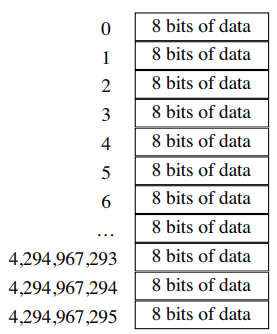 0 8 bits of data
1 8 bits of data
2 8 bits of data
3 8 bits of data
4 8 bits of data
5 8 bits of data
6 8 bits of data
... 8 bits of data
4,294,967,293 8 bits of data
4,294,967,294 8 bits of data
4,294,967,295 8 bits of data